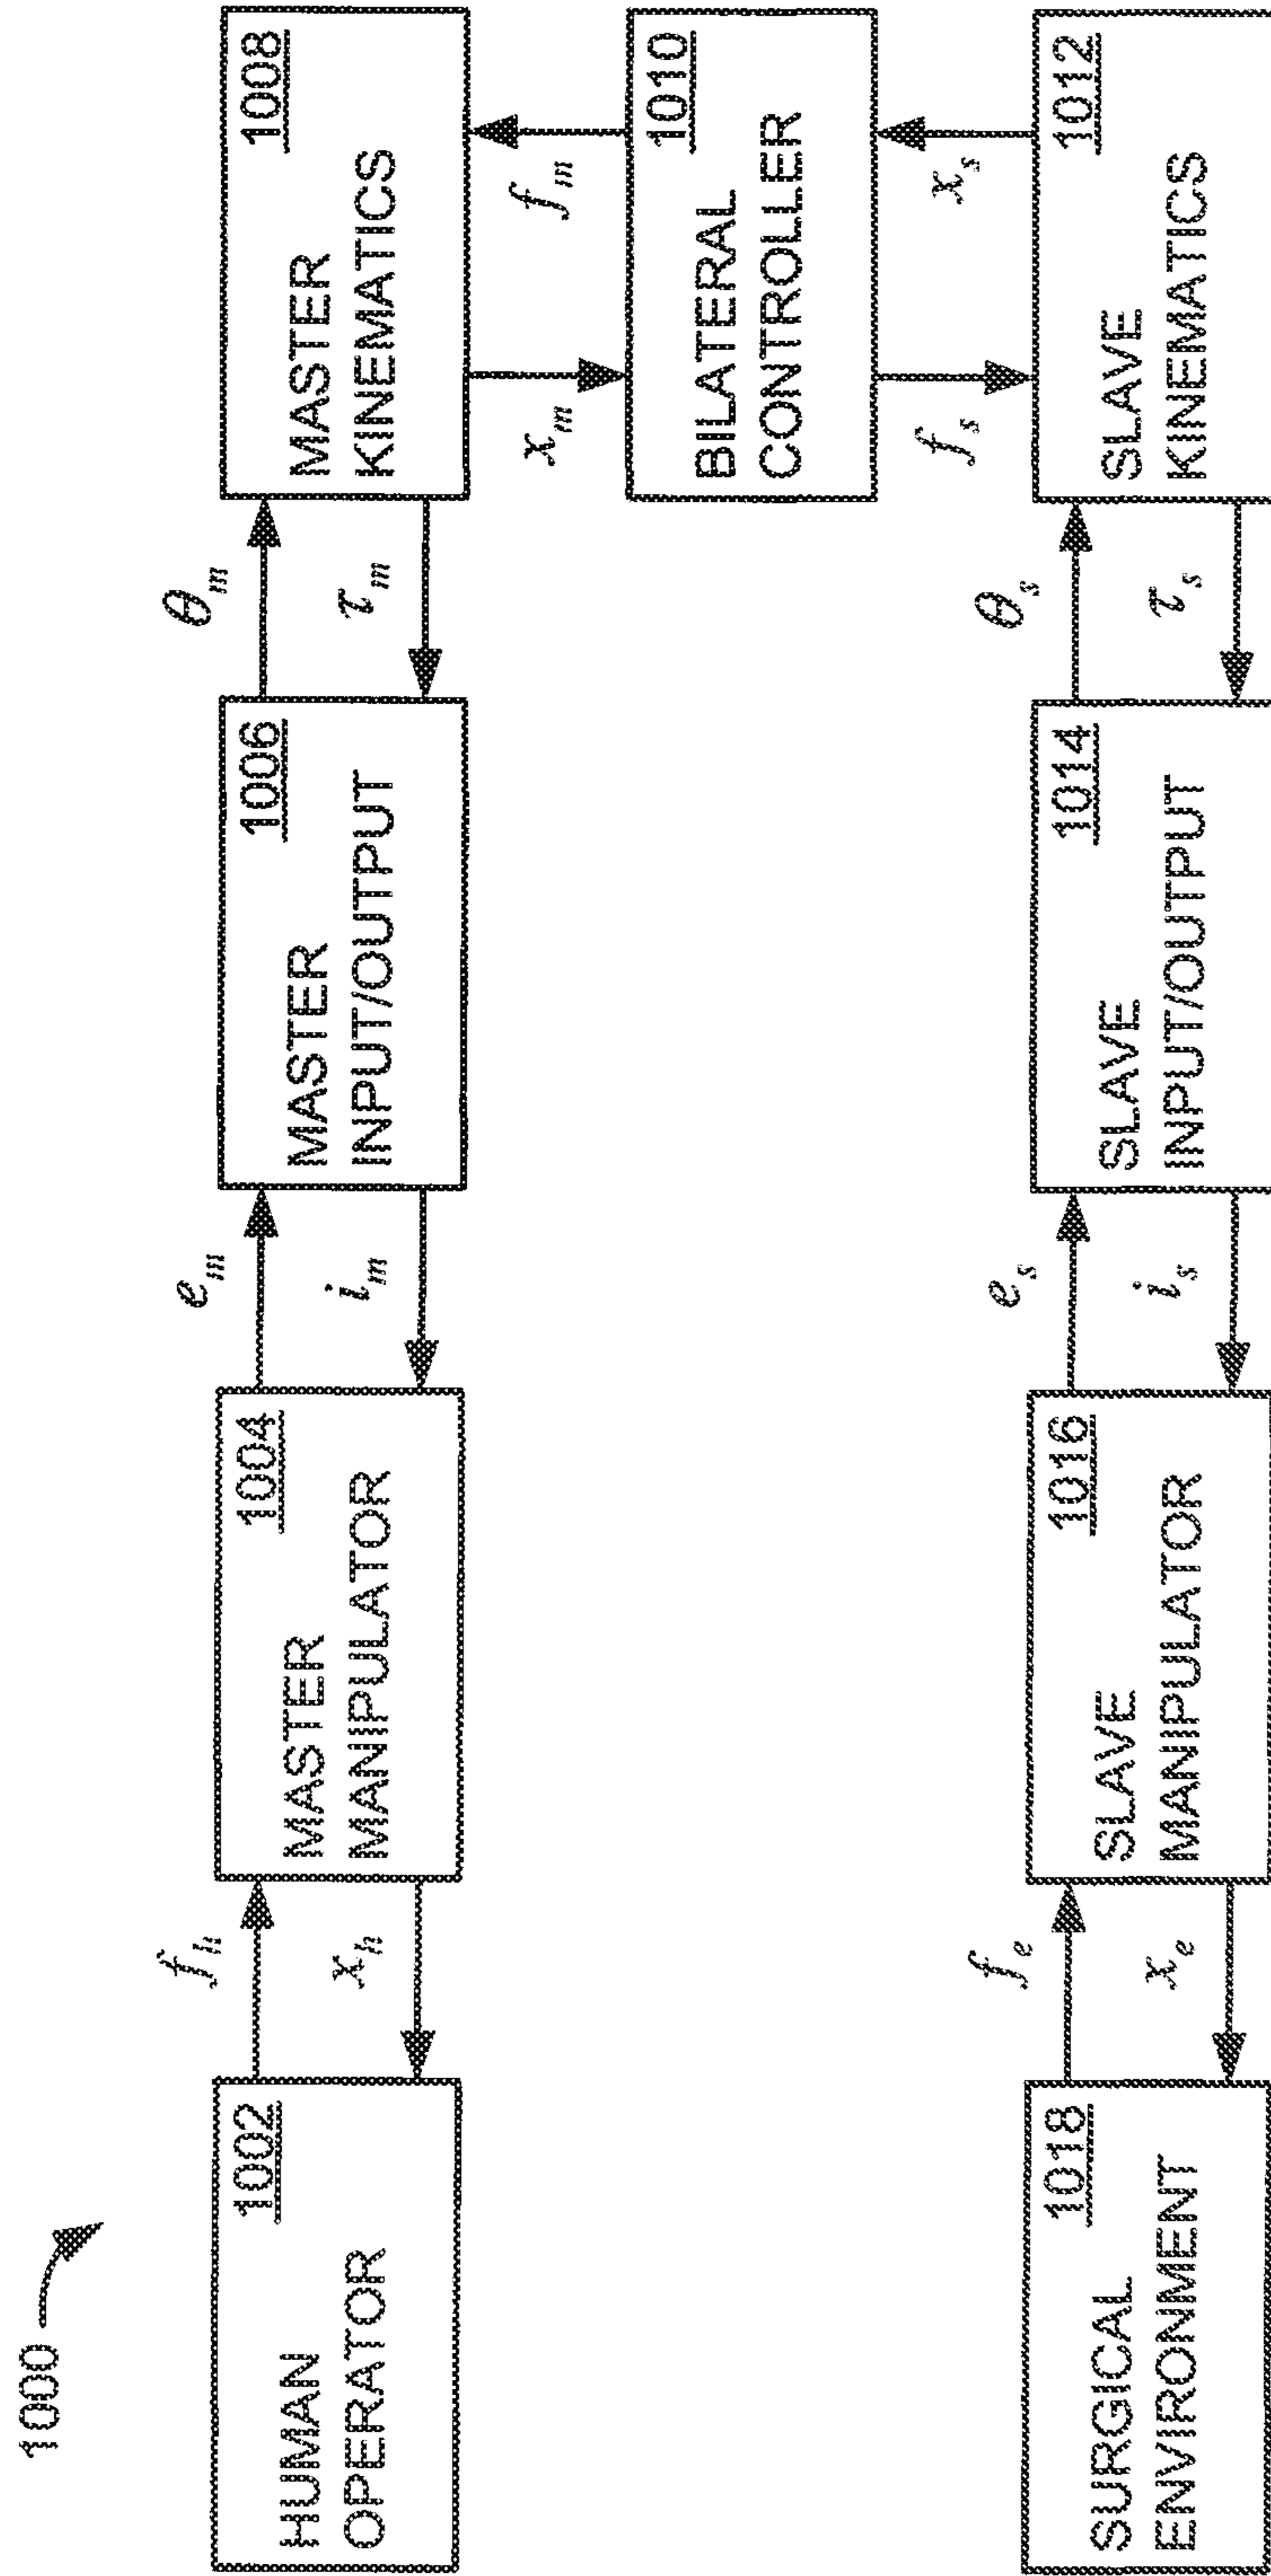 1000
1002
HUMAN
OPERATOR
f_h
x_h
1004
MASTER
MANIPULATOR
e_m
i_m
1006
MASTER
INPUT/OUTPUT
θ_m
τ_m
1008
MASTER
KINEMATICS
x_m
f_m
1010
BILATERAL
CONTROLLER
f_s
x_s
1012
SLAVE
KINEMATICS
θ_s
τ_s
1014
SLAVE
INPUT/OUTPUT
e_s
i_s
1016
SLAVE
MANIPULATOR
f_e
x_e
1018
SURGICAL
ENVIRONMENT